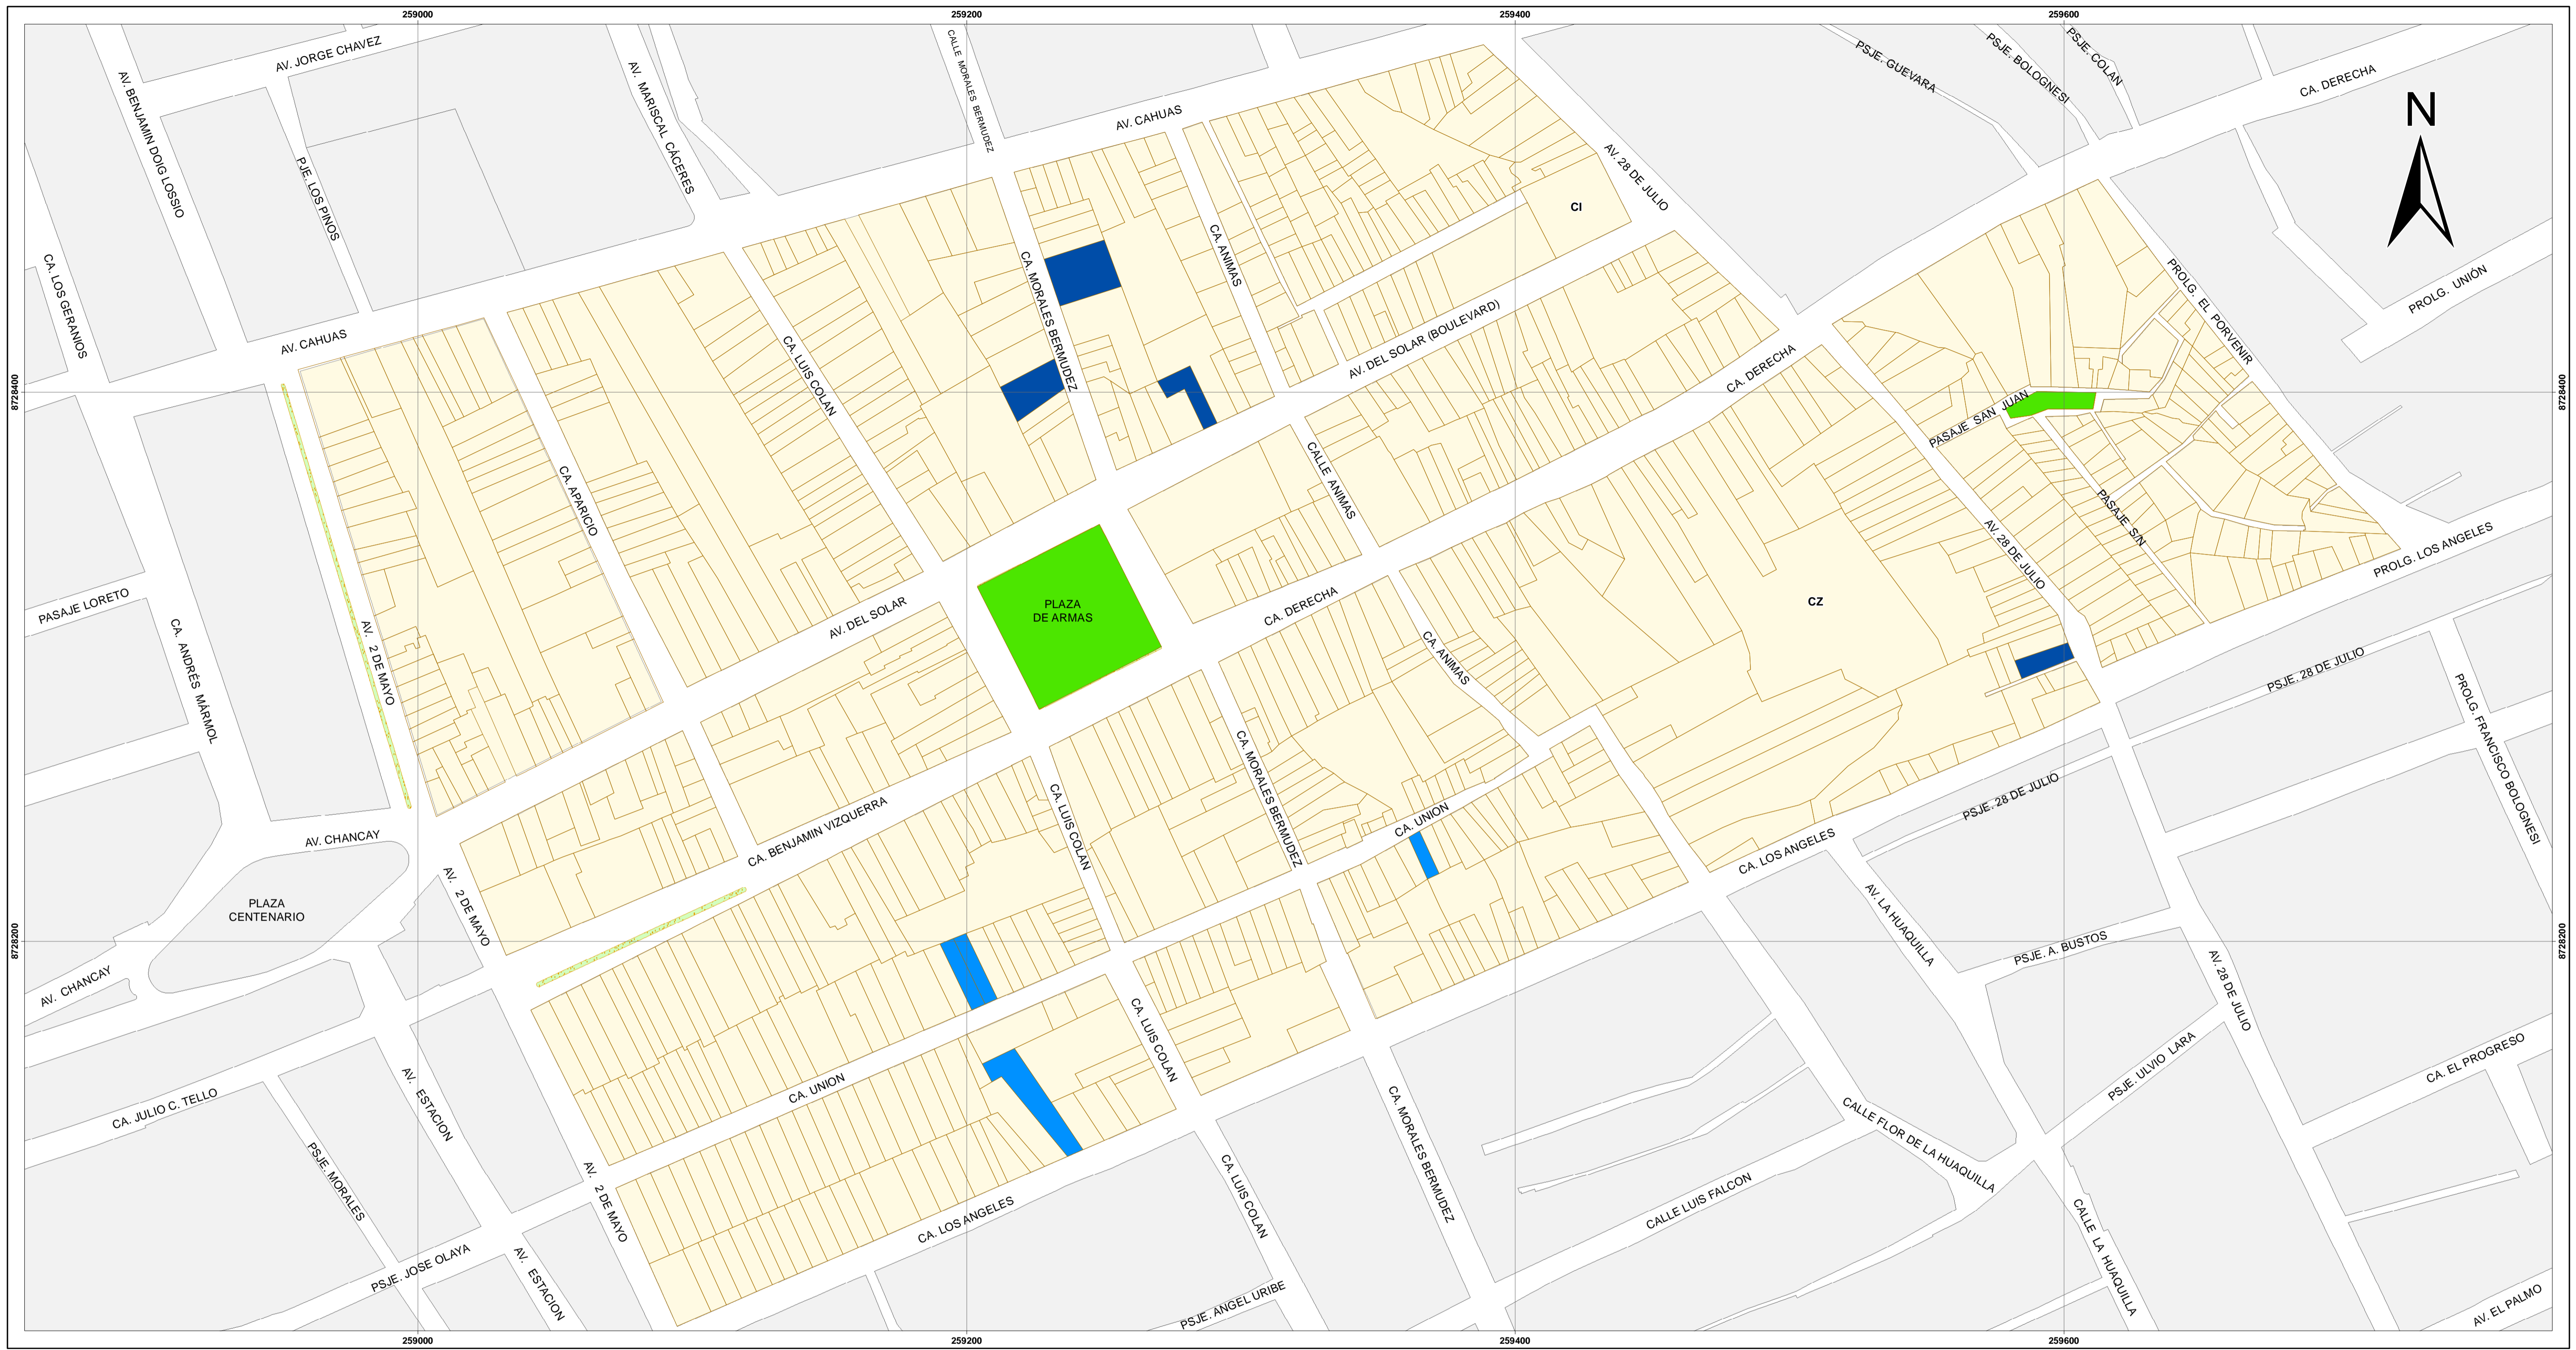 259000
259200
259400
259600
AV. JORGE CHAVEZ
AV. BENJAMIN DOIG LOSSIO
AV. MARISCAL CÁCERES
CALLE MORALES BERMUDEZ
PSJE. GUEVARA
PSJE. BOLOGNESI
PSJE. COLAN
CA. DERECHA
N
AV. CAHUAS
PJE. LOS PINOS
AV. 28 DE JULIO
CI
CA. ANIMAS
CA. LOS GERANIOS
CA. MORALES BERMUDEZ
PROLG. EL PORVENIR
PROLG. UNIÓN
AV. CAHUAS
CA. LUIS COLAN
AV. DEL SOLAR (BOULEVARD)
CA. DERECHA
8728400
8728400
PASAJE SAN JUAN
CA. APARICIO
CALLE ANIMAS
PASAJE S/N
AV. 28 DE JULIO
PROLG. LOS ANGELES
PASAJE LORETO
PLAZA
DE ARMAS
AV. DEL SOLAR
CA. DERECHA
CZ
CA. ANDRÉS MÁRMOL
AV. 2 DE MAYO
CA. ANIMAS
PSJE. 28 DE JULIO
PROLG. FRANCISCO BOLOGNESI
CA. MORALES BERMUDEZ
PSJE. 28 DE JULIO
AV. CHANCAY
CA. BENJAMIN VIZQUERRA
CA. LUIS COLAN
CA. UNION
CA. LOS ANGELES
PLAZA
CENTENARIO
AV. 2 DE MAYO
AV. LA HUAQUILLA
8728200
8728200
PSJE. A. BUSTOS
AV. CHANCAY
AV. 28 DE JULIO
CA. LUIS COLAN
CA. JULIO C. TELLO
AV. ESTACION
CA. UNION
PSJE. ULVIO LARA
CA. EL PROGRESO
CA. MORALES BERMUDEZ
CALLE FLOR DE LA HUAQUILLA
PSJE. MORALES
AV. 2 DE MAYO
CA. LOS ANGELES
CA. LUIS COLAN
CALLE LUIS FALCON
CALLE LA HUAQUILLA
PSJE. JOSE OLAYA
AV. ESTACION
PSJE. ANGEL URIBE
AV. EL PALMO
259000
259200
259400
259600